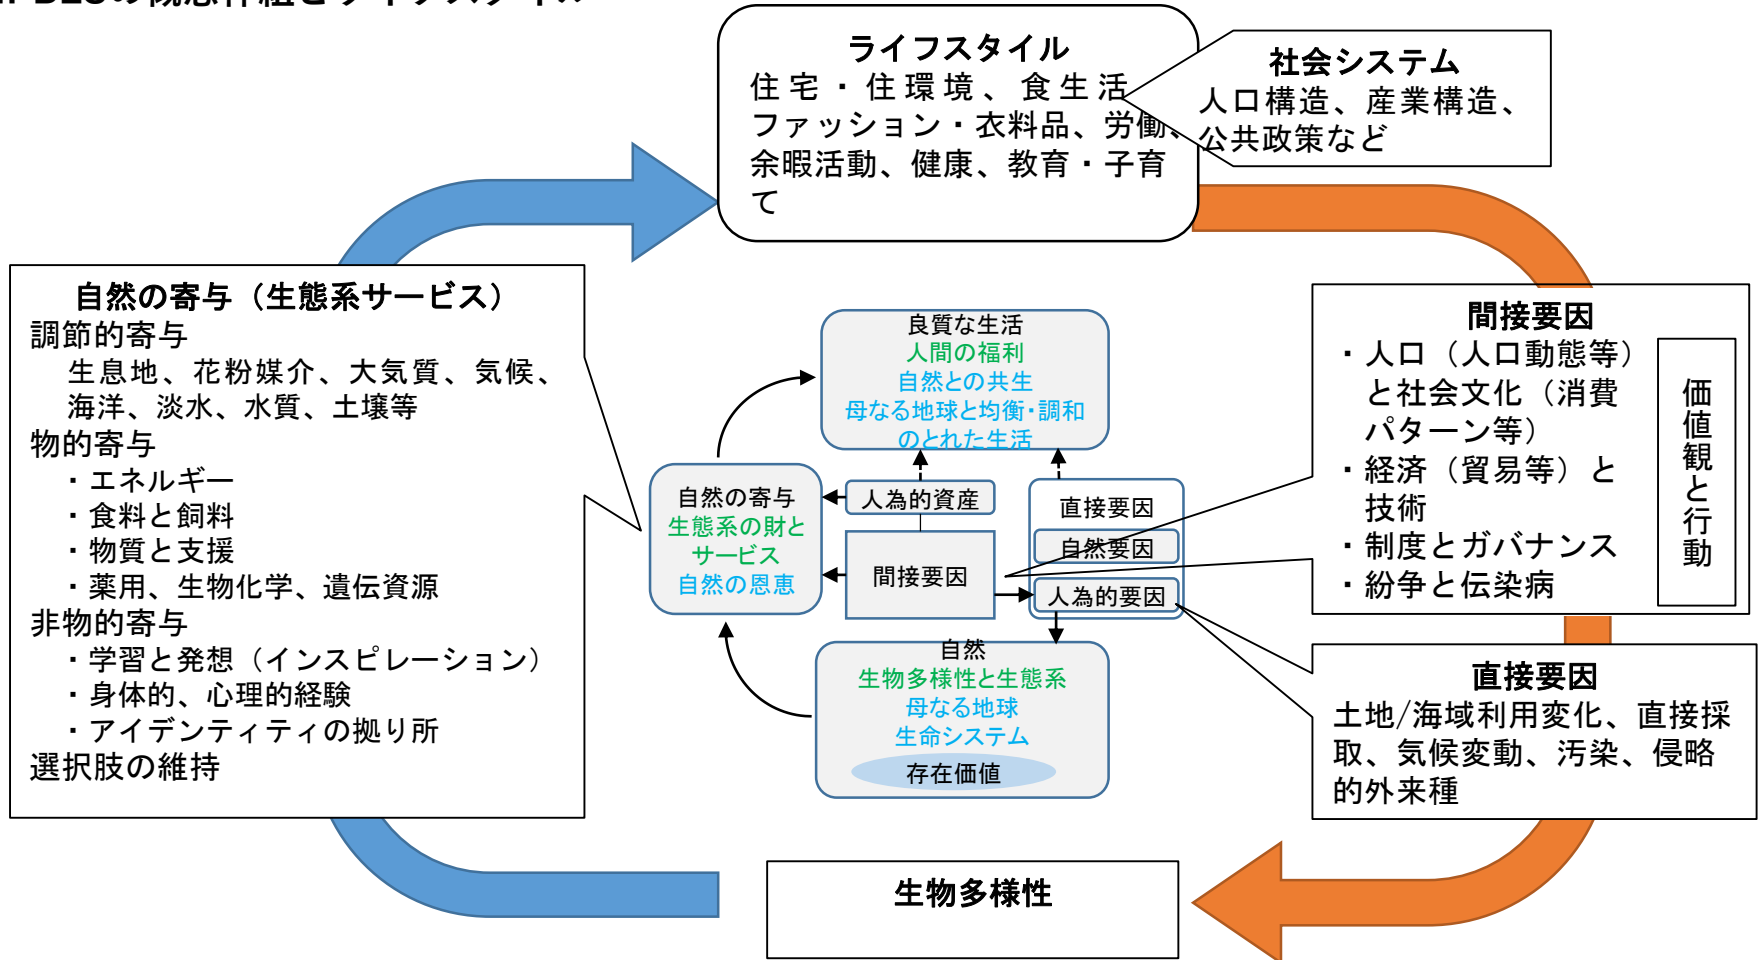 ライフスタイル
住宅・住環境、食生活
ファッション・衣料品、労働、
余暇活動、健康、教育・子育
て
社会システム
人口構造、産業構造、
公共政策など
自然の寄与（生態系サービス）
調節的寄与
生息地、花粉媒介、大気質、気候、
海洋、淡水、水質、土壌等
物的寄与
・エネルギー
・食料と飼料
・物質と支援
・薬用、生物化学、遺伝資源
非物的寄与
・学習と発想（インスピレーション）
・身体的、心理的経験
・アイデンティティの拠り所
選択肢の維持
良質な生活
人間の福利
自然との共生
母なる地球と均衡・調和
のとれた生活
自然の寄与
生態系の財と
サービス
自然の恩恵
人為的資産
間接要因
直接要因
自然要因
人為的要因
自然
生物多様性と生態系
母なる地球
生命システム
存在価値
間接要因
・人口（人口動態等）
と社会文化（消費
パターン等）
・経済（貿易等）と
技術
・制度とガバナンス
・紛争と伝染病
価値観と行動
直接要因
土地/海域利用変化、直接採
取、気候変動、汚染、侵略
的外来種
生物多様性